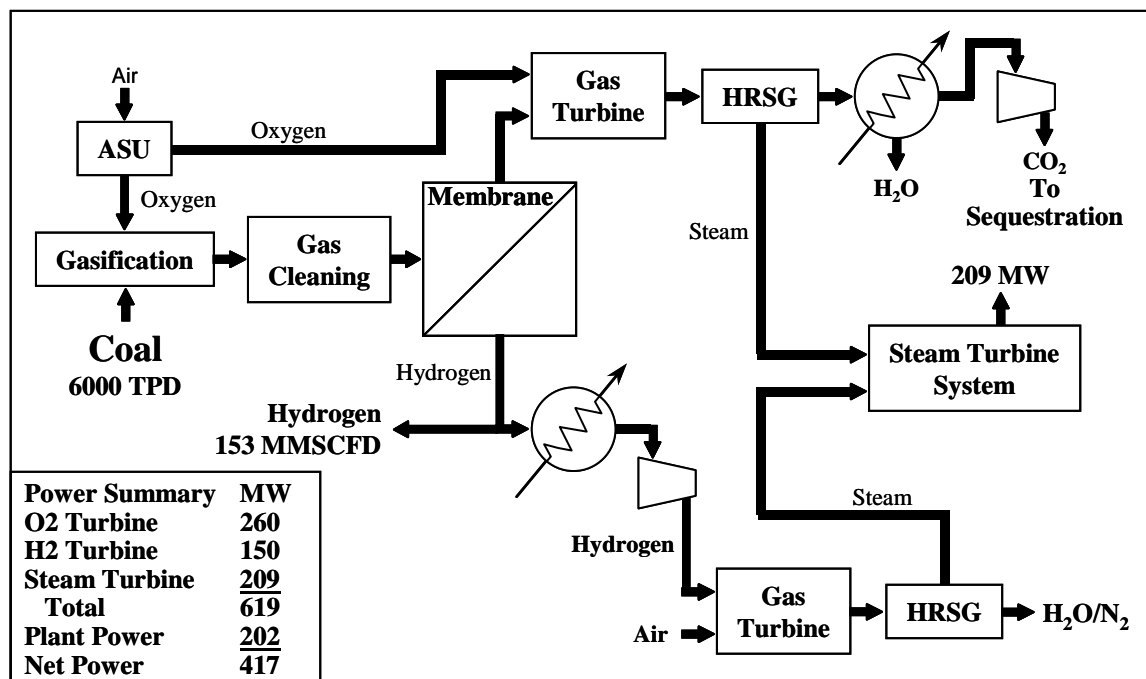 Air
ASU
Oxygen
Oxygen
Gasification
Coal
6000 TPD
Gas
Cleaning
Membrane
Gas
Turbine
HRSG
H₂O
CO₂
To
Sequestration
Steam
209 MW
Steam Turbine
System
Hydrogen
Hydrogen
153 MMSCFD
Hydrogen
Steam
Air
Gas
Turbine
HRSG
H₂O/N₂
Power Summary MW
O2 Turbine 260
H2 Turbine 150
Steam Turbine 209
Total 619
Plant Power 202
Net Power 417